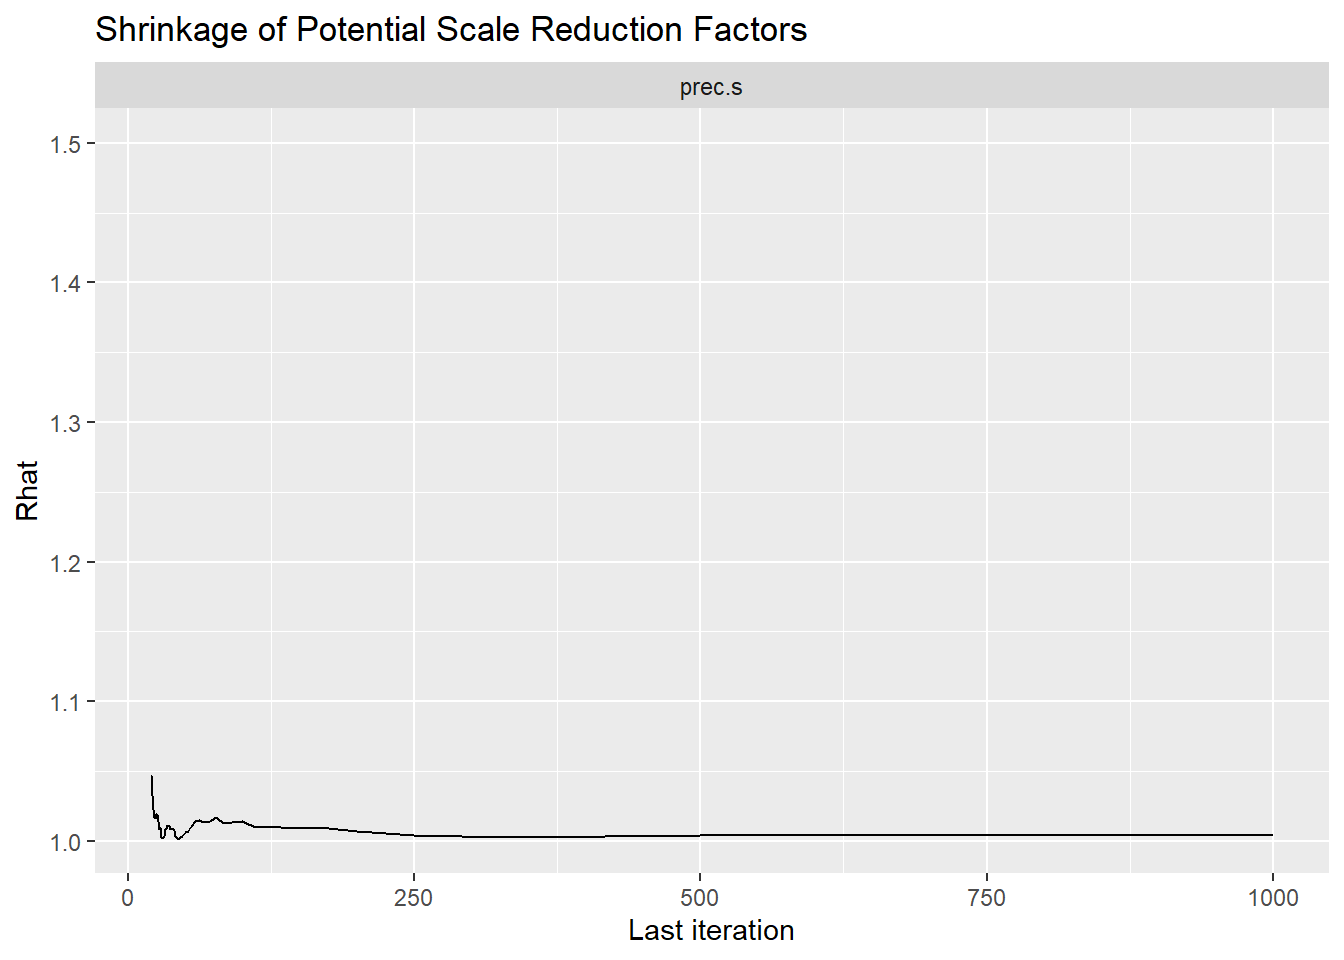 Shrinkage of Potential Scale Reduction Factors
prec.s
1.5
1.4
1.3
1.2
1.1
1.0
Rhat
0 250 500 750 1000
Last iteration